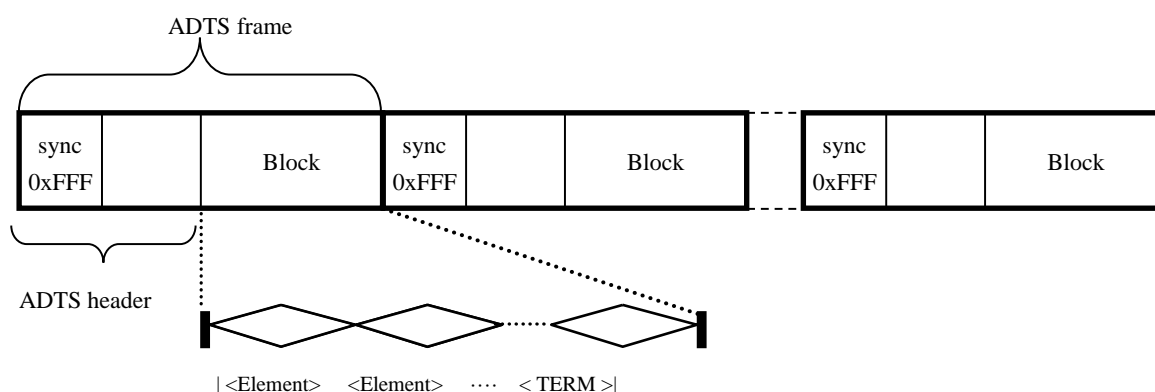 ADTS frame
sync
0xFFF
Block
sync
0xFFF
Block
sync
0xFFF
Block
ADTS header
| <Element> <Element> ···· < TERM >|